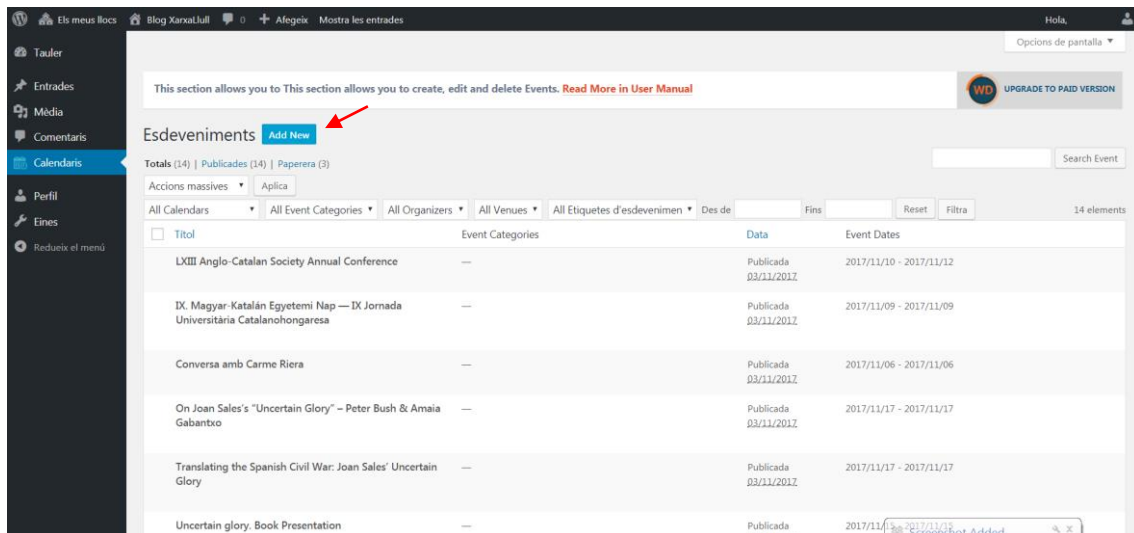 Els meus llocs Blog XarxaLlull 0 + Afegeix Mostra les entrades Hola,
Opcions de pantalla ▼
Tauler
Entrades
Mèdia
Comentaris
Calendaris
Perfil
Eines
Redueix el menú
This section allows you to This section allows you to create, edit and delete Events. Read More in User Manual
WD UPGRADE TO PAID VERSION
Esdeveniments Add New
Totals (14) | Publicades (14) | Paperera (3)
Search Event
Accions massives ▼ Aplica
All Calendars ▼ All Event Categories ▼ All Organizers ▼ All Venues ▼ All Etiquetes d'esdevenimen ▼ Des de Fins Reset Filtra 14 elements
Títol Event Categories Data Event Dates
LXIII Anglo-Catalan Society Annual Conference — Publicada 2017/11/10 - 2017/11/12
03/11/2017
IX. Magyar-Katalán Egyetemi Nap — IX Jornada — Publicada 2017/11/09 - 2017/11/09
Universitària Catalanohongaresa 03/11/2017
Conversa amb Carme Riera — Publicada 2017/11/06 - 2017/11/06
03/11/2017
On Joan Sales's "Uncertain Glory" – Peter Bush & Amaia — Publicada 2017/11/17 - 2017/11/17
Gabantxo 03/11/2017
Translating the Spanish Civil War: Joan Sales' Uncertain — Publicada 2017/11/17 - 2017/11/17
Glory 03/11/2017
Uncertain glory. Book Presentation — Publicada 2017/11/15 - 2017/11/15
Screenshot Added